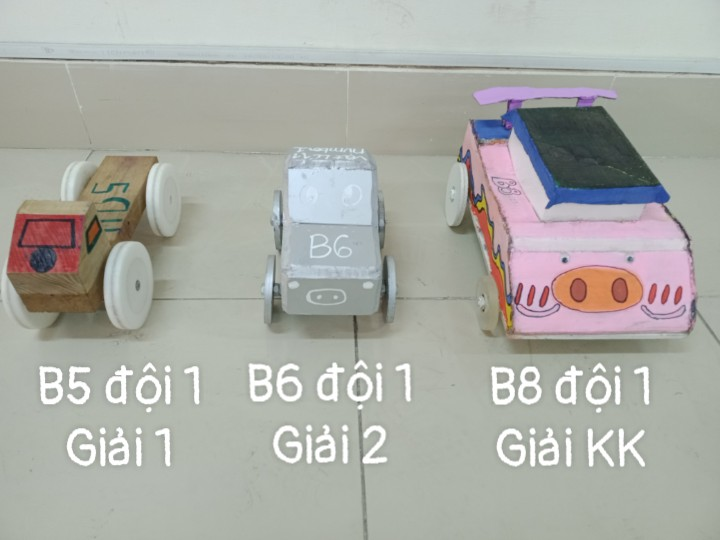 B6
B5 đội 1
Giải 1
B6 đội 1
Giải 2
B8 đội 1
Giải KK